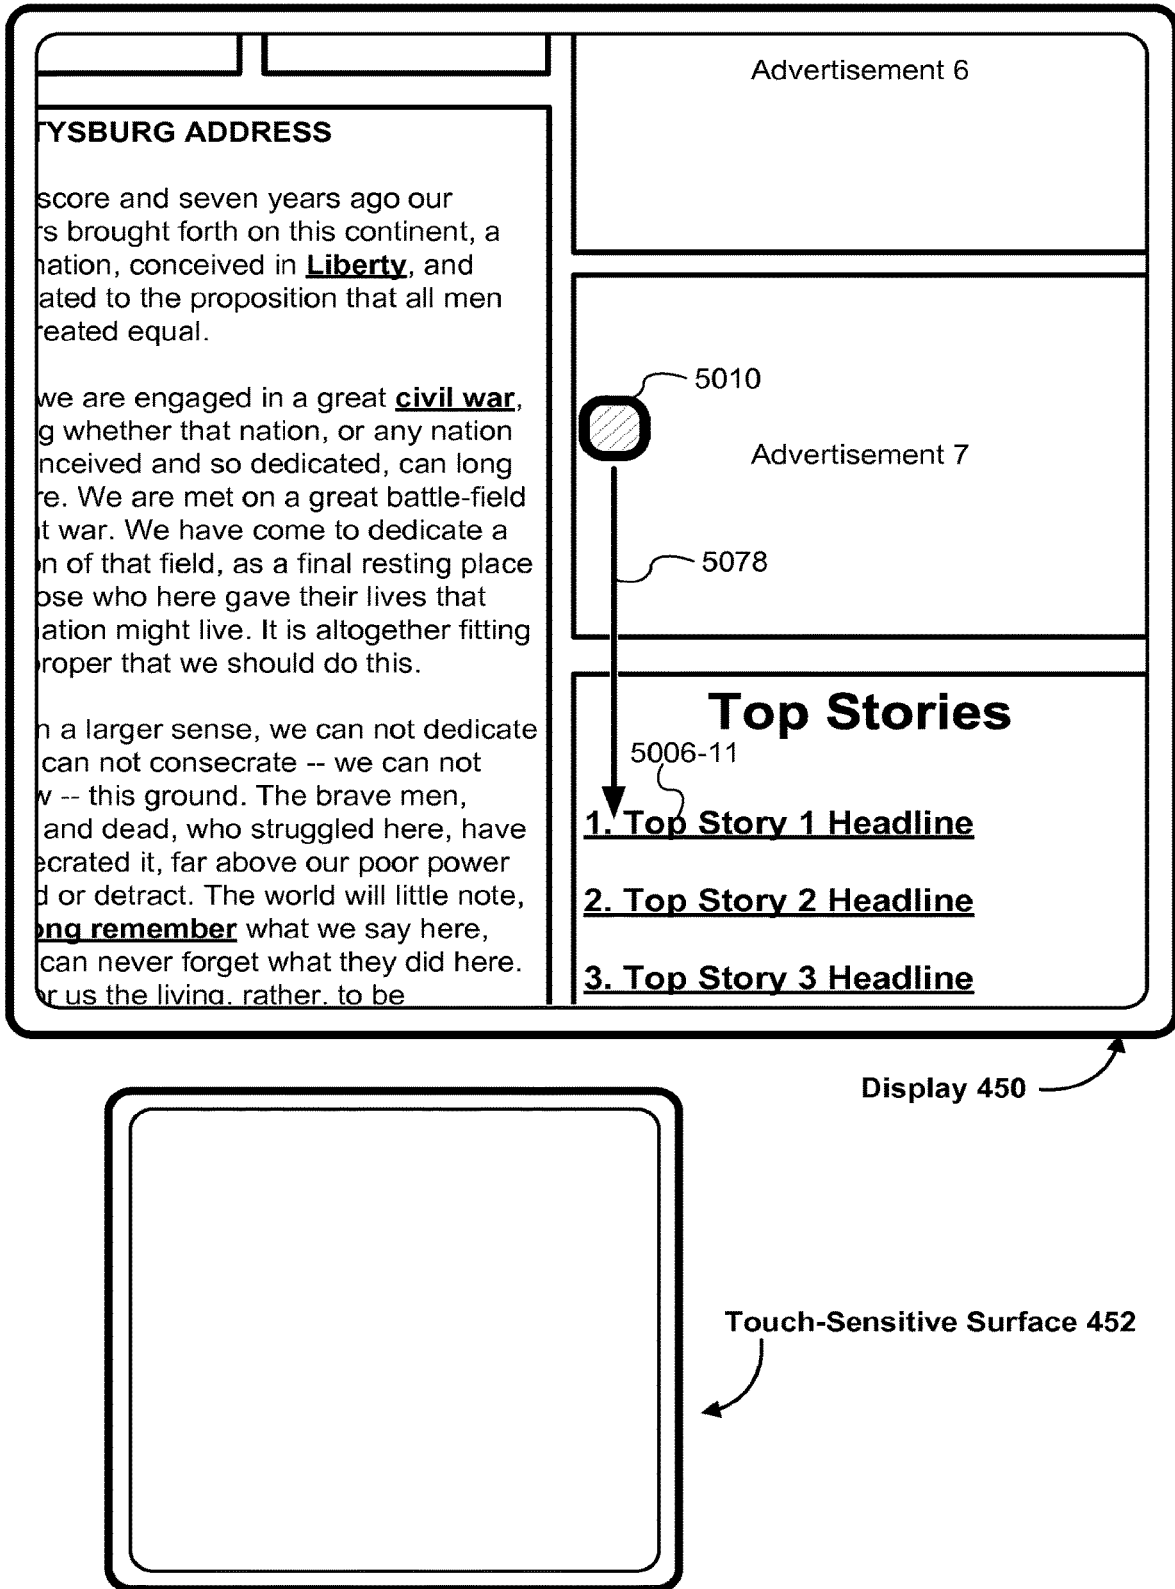 TYSBURG ADDRESS
score and seven years ago our
rs brought forth on this continent, a
nation, conceived in Liberty, and
ated to the proposition that all men
reated equal.
we are engaged in a great civil war,
g whether that nation, or any nation
nceived and so dedicated, can long
re. We are met on a great battle-field
t war. We have come to dedicate a
on of that field, as a final resting place
ose who here gave their lives that
ation might live. It is altogether fitting
roper that we should do this.
n a larger sense, we can not dedicate
can not consecrate -- we can not
w -- this ground. The brave men,
and dead, who struggled here, have
ecrated it, far above our poor power
d or detract. The world will little note,
ong remember what we say here,
can never forget what they did here.
or us the living, rather, to be
Advertisement 6
5010
Advertisement 7
5078
Top Stories
5006-11
1. Top Story 1 Headline
2. Top Story 2 Headline
3. Top Story 3 Headline
Display 450
Touch-Sensitive Surface 452